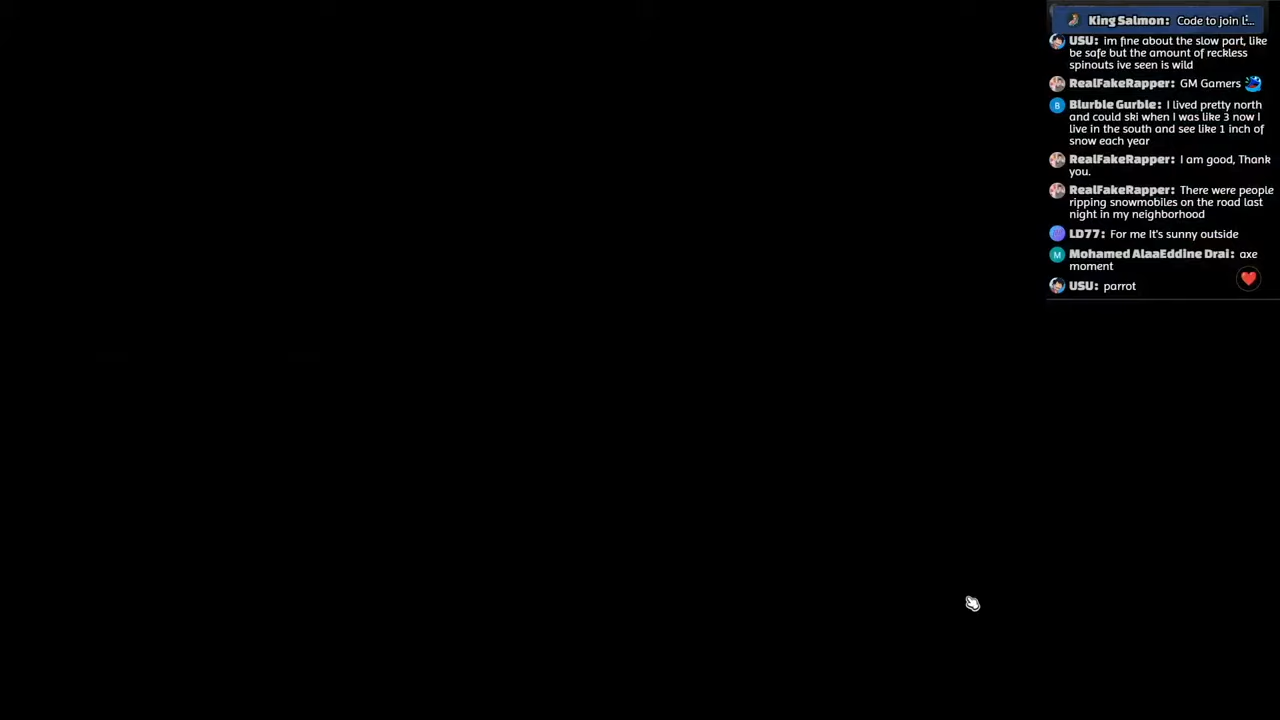 King Salmon: Code to join L...
USU: im fine about the slow part, like
be safe but the amount of reckless
spinouts ive seen is wild
RealFakeRapper: GM Gamers
B Blurble Gurble: I lived pretty north
and could ski when I was like 3 now I
live in the south and see like 1 inch of
snow each year
RealFakeRapper: I am good, Thank
you.
RealFakeRapper: There were people
ripping snowmobiles on the road last
night in my neighborhood
LD77: For me It's sunny outside
M Mohamed AlaaEddine Drai: axe
moment
USU: parrot